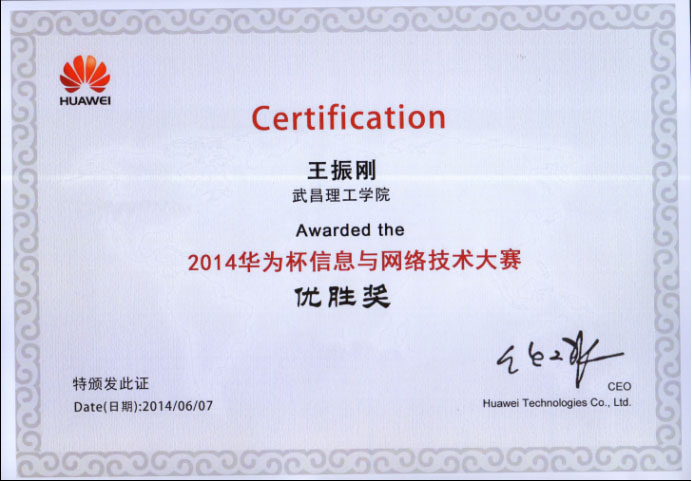 HUAWEI
Certification
王振刚
武昌理工学院
Awarded the
2014华为杯信息与网络技术大赛
优胜奖
特颁发此证
CEO
Date(日期):2014/06/07
Huawei Technologies Co., Ltd.